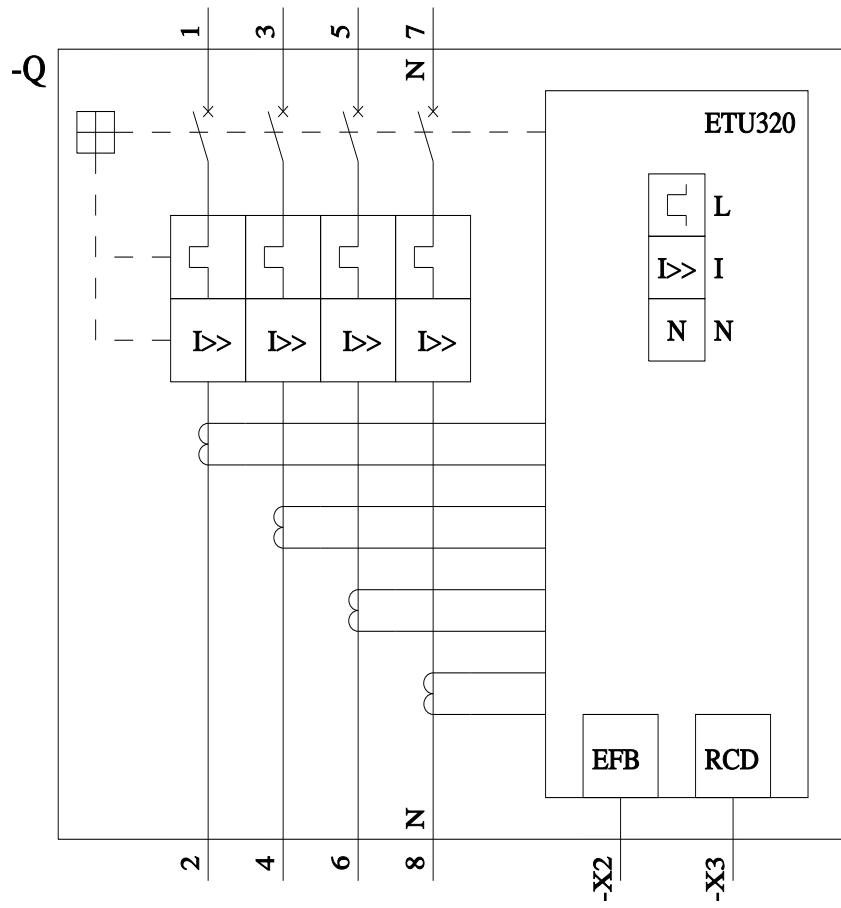 1 3 5 7
-Q
N
ETU320
L
I>> I
N N
I>> I>> I>> I>>
EFB RCD
N
2 4 6 8
-X2 -X3